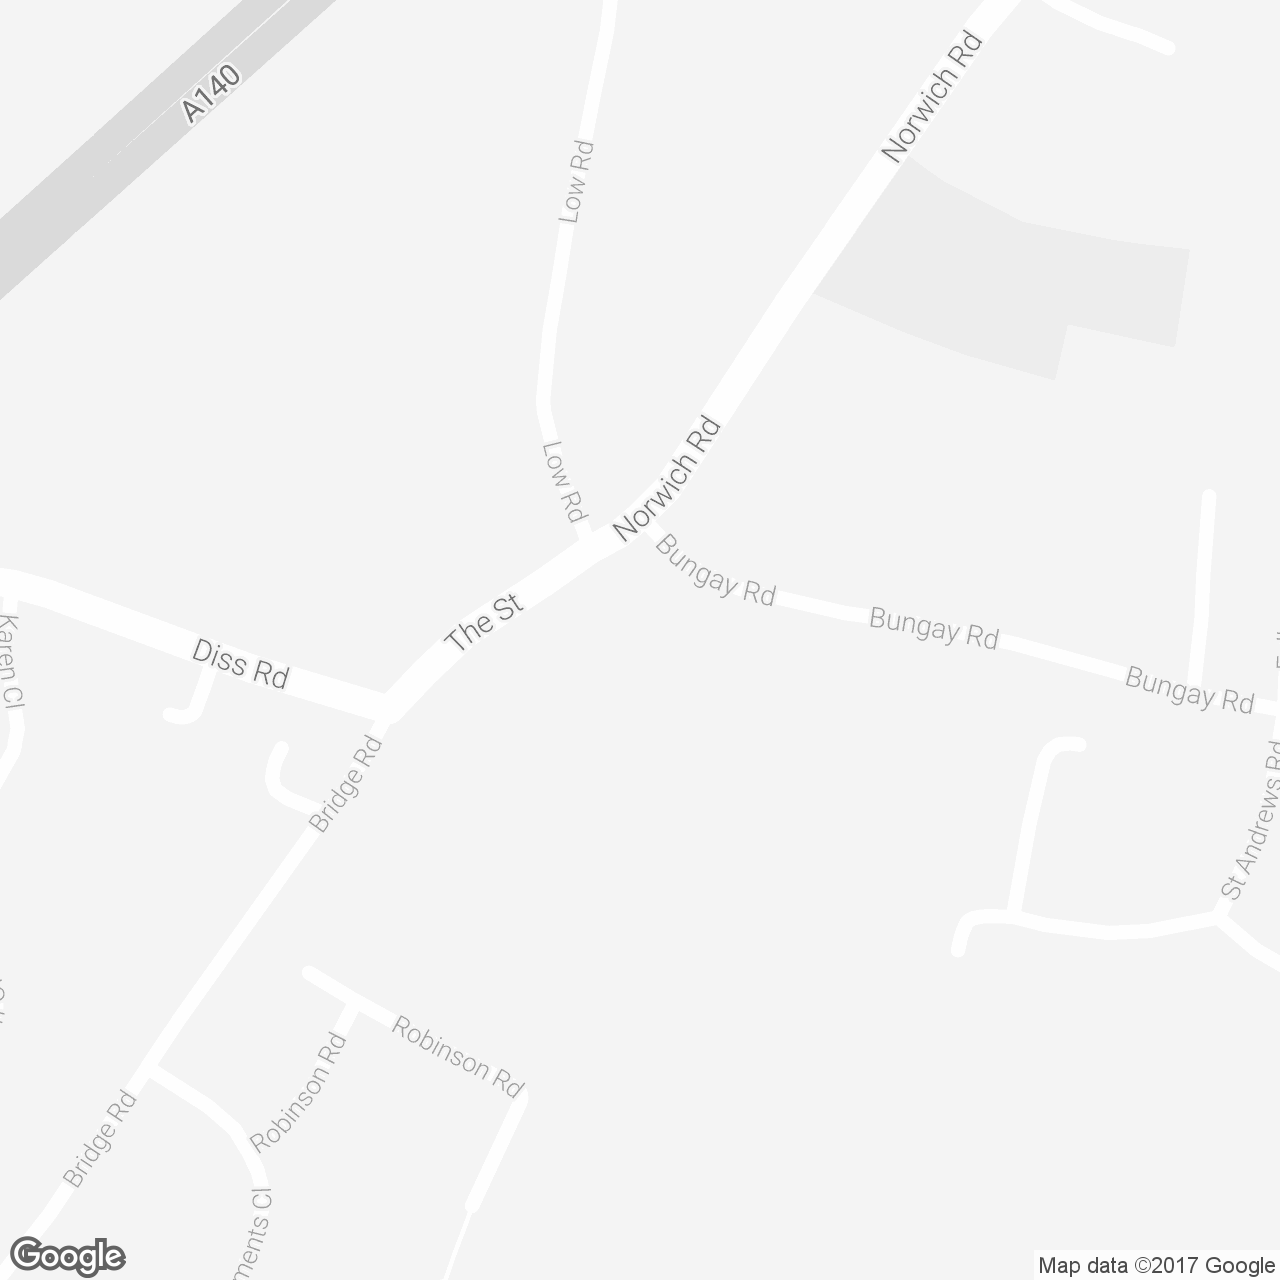 A140
Norwich Rd
Low Rd
Low Rd
Norwich Rd
Bungay Rd
The St
Bungay Rd
Karen Cl
Diss Rd
Bungay Rd
Bridge Rd
St Andrews Rd
Robinson Rd
Robinson Rd
Bridge Rd
ments Cl
Google
Map data ©2017 Google